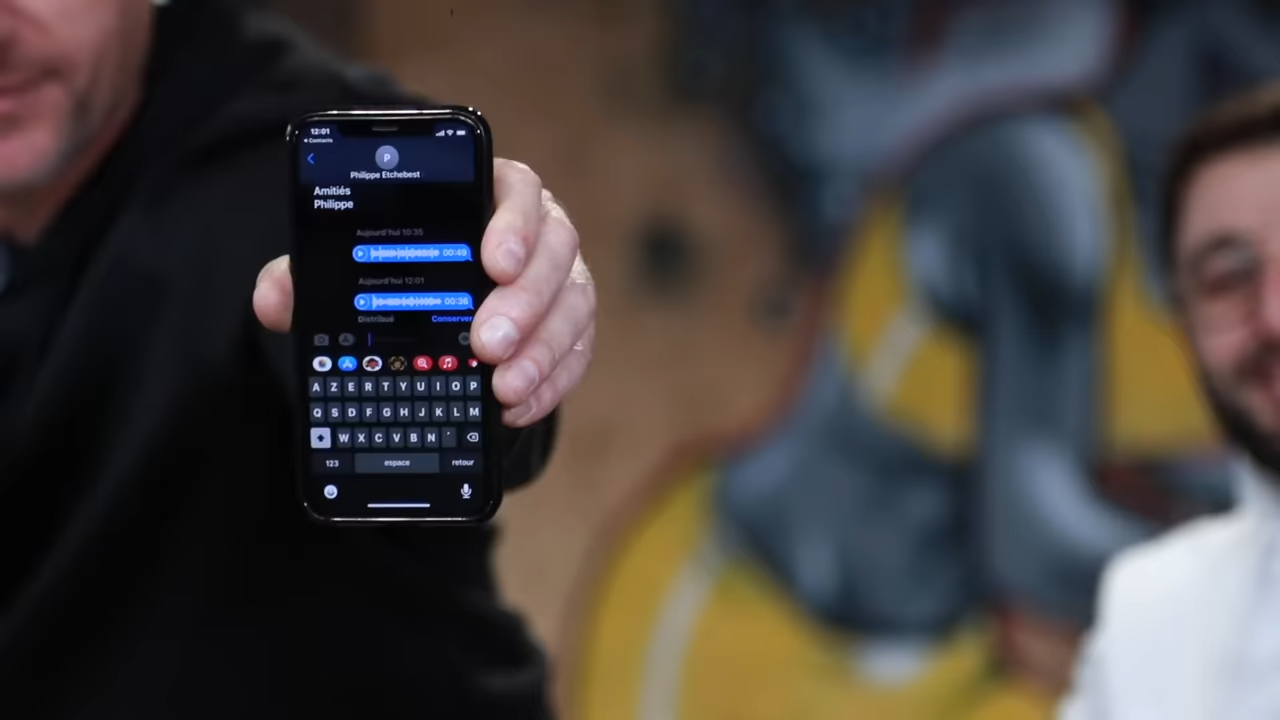 12:01
Contacts
P
Philippe Etchebest
Amitiés
Philippe
Aujourd'hui 10:35
00:49
Aujourd'hui 12:01
00:36
Distribué Conserver
A Z E R T Y U I O P
Q S D F G H J K L M
W X C V B N '
123 espace retour